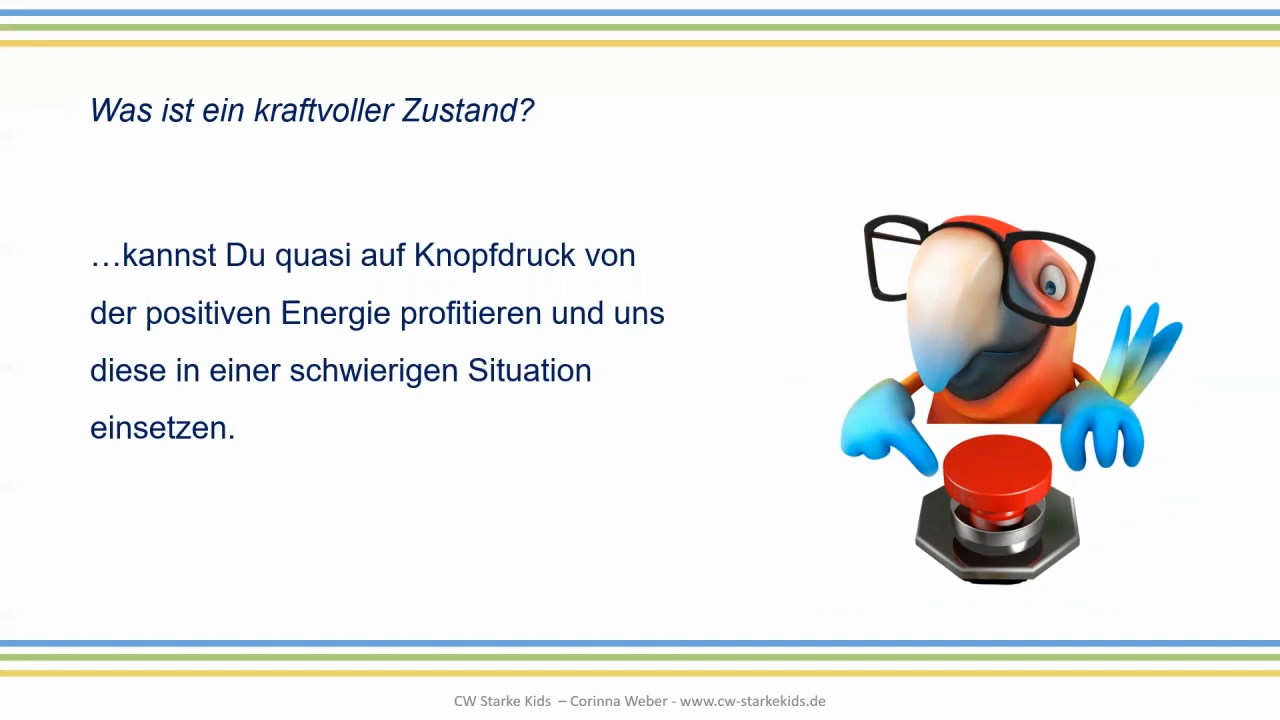 Was ist ein kraftvoller Zustand?
…kannst Du quasi auf Knopfdruck von
der positiven Energie profitieren und uns
diese in einer schwierigen Situation
einsetzen.
CW Starke Kids – Corinna Weber - www.cw-starkekids.de